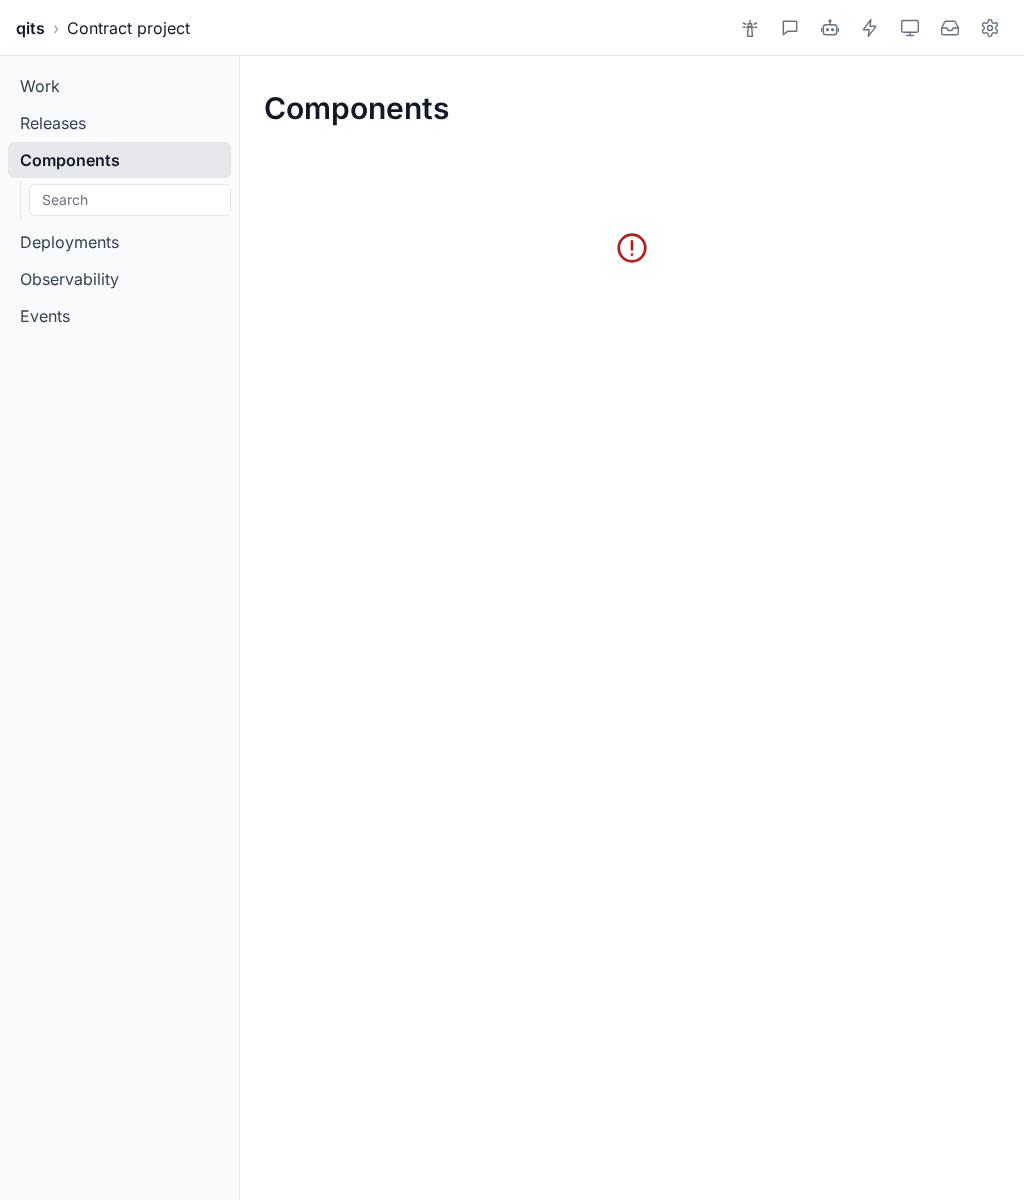 qits › Contract project
Work
Releases
Components
Search
Deployments
Observability
Events
Components